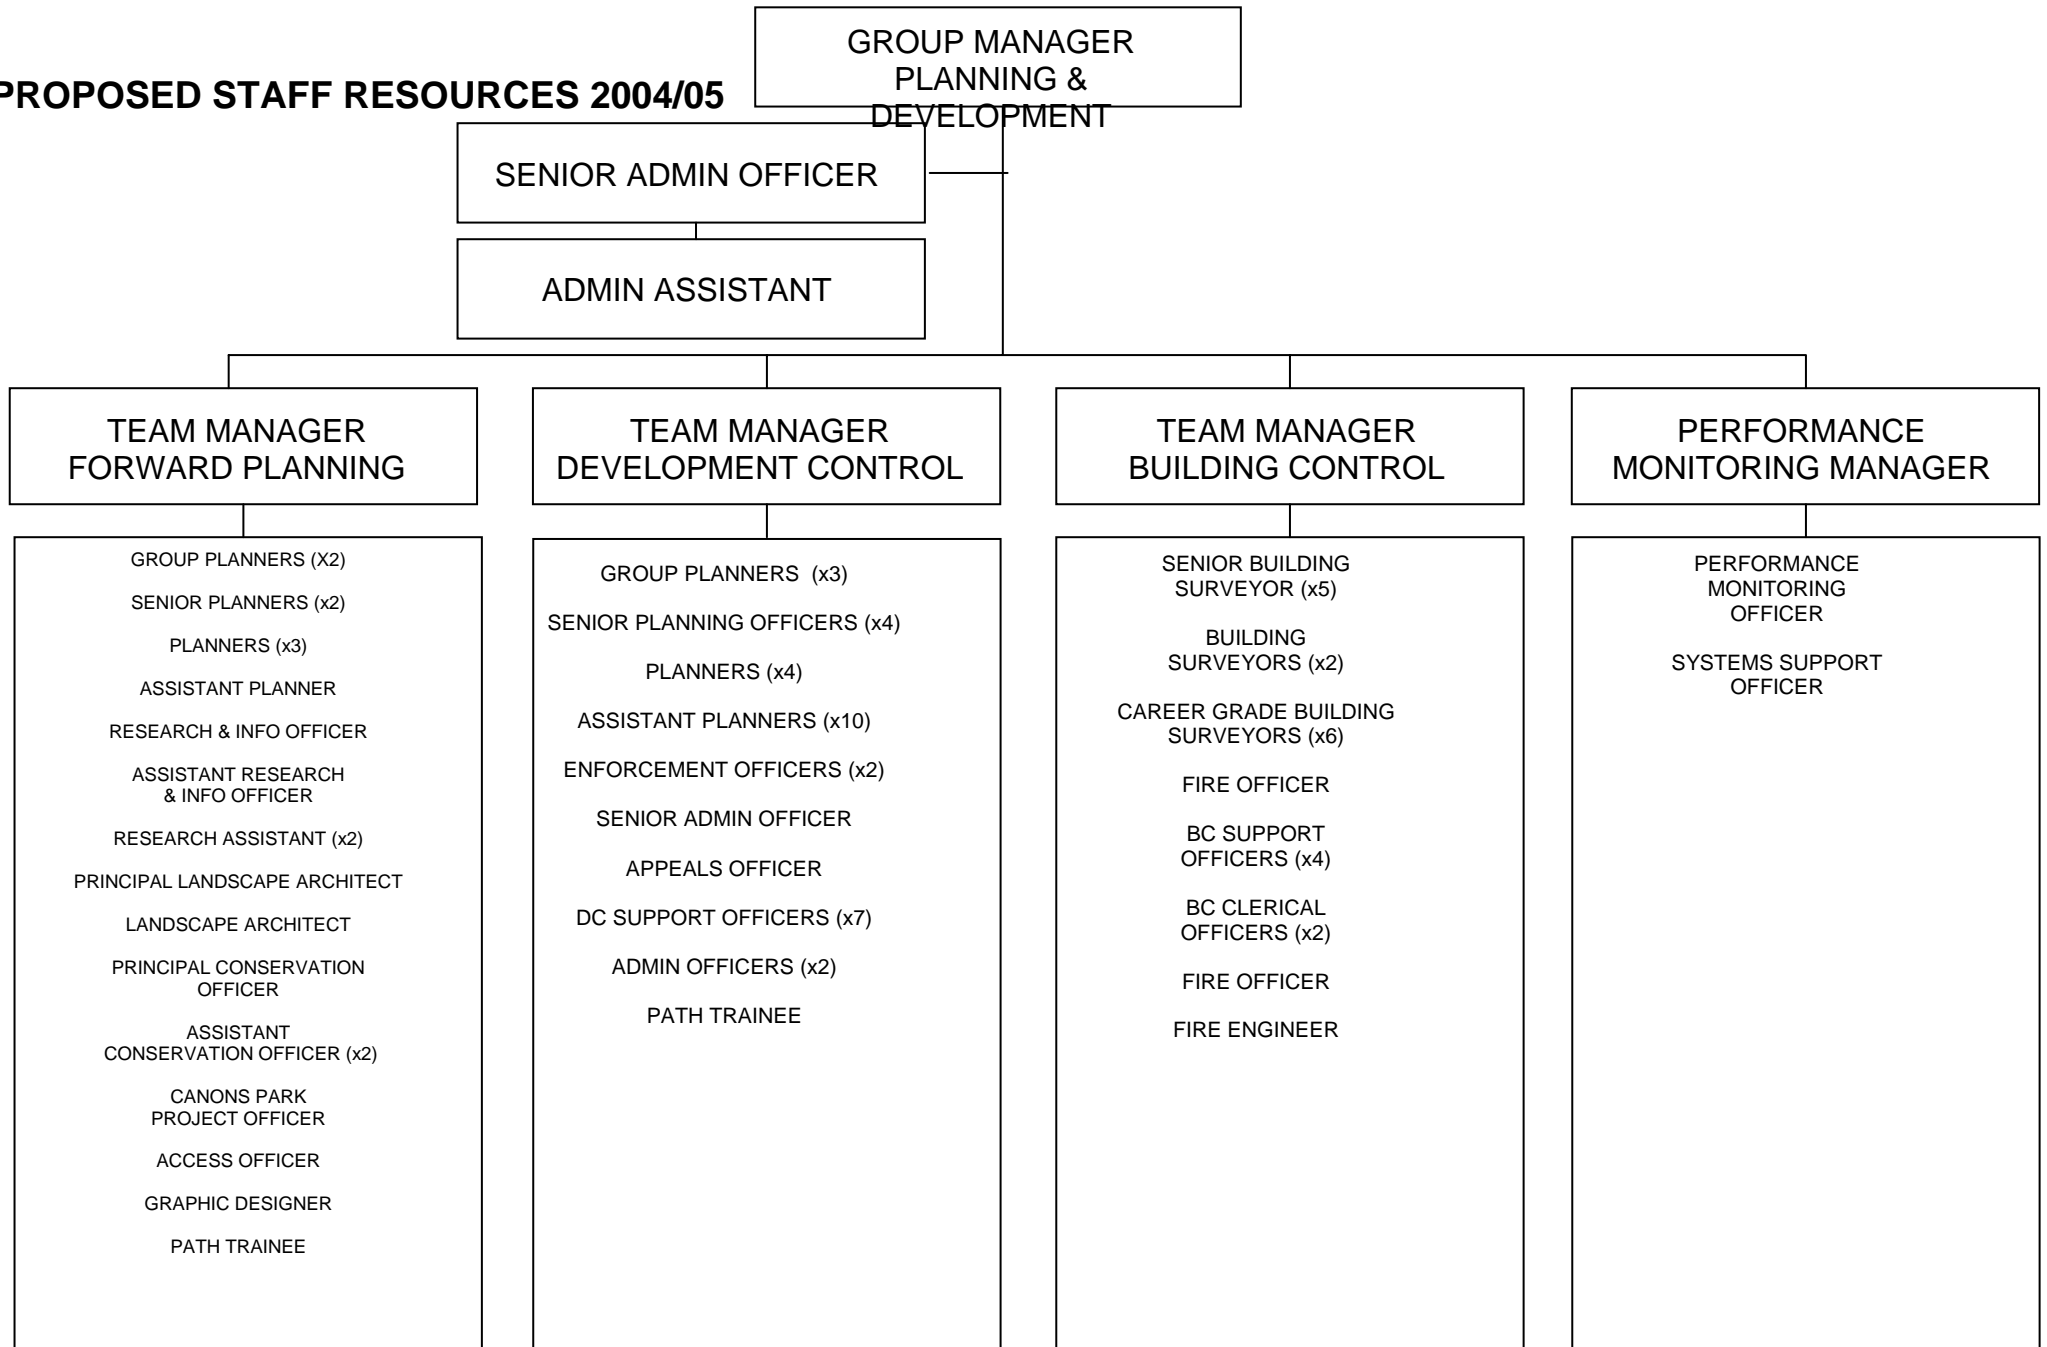 GROUP MANAGER
PLANNING &
DEVELOPMENT
PROPOSED STAFF RESOURCES 2004/05
SENIOR ADMIN OFFICER
ADMIN ASSISTANT
TEAM MANAGER
FORWARD PLANNING
TEAM MANAGER
DEVELOPMENT CONTROL
TEAM MANAGER
BUILDING CONTROL
PERFORMANCE
MONITORING MANAGER
GROUP PLANNERS (X2)
SENIOR PLANNERS (x2)
PLANNERS (x3)
ASSISTANT PLANNER
RESEARCH & INFO OFFICER
ASSISTANT RESEARCH
& INFO OFFICER
RESEARCH ASSISTANT (x2)
PRINCIPAL LANDSCAPE ARCHITECT
LANDSCAPE ARCHITECT
PRINCIPAL CONSERVATION
OFFICER
ASSISTANT
CONSERVATION OFFICER (x2)
CANONS PARK
PROJECT OFFICER
ACCESS OFFICER
GRAPHIC DESIGNER
PATH TRAINEE
GROUP PLANNERS (x3)
SENIOR PLANNING OFFICERS (x4)
PLANNERS (x4)
ASSISTANT PLANNERS (x10)
ENFORCEMENT OFFICERS (x2)
SENIOR ADMIN OFFICER
APPEALS OFFICER
DC SUPPORT OFFICERS (x7)
ADMIN OFFICERS (x2)
PATH TRAINEE
SENIOR BUILDING
SURVEYOR (x5)
BUILDING
SURVEYORS (x2)
CAREER GRADE BUILDING
SURVEYORS (x6)
FIRE OFFICER
BC SUPPORT
OFFICERS (x4)
BC CLERICAL
OFFICERS (x2)
FIRE OFFICER
FIRE ENGINEER
PERFORMANCE
MONITORING
OFFICER
SYSTEMS SUPPORT
OFFICER